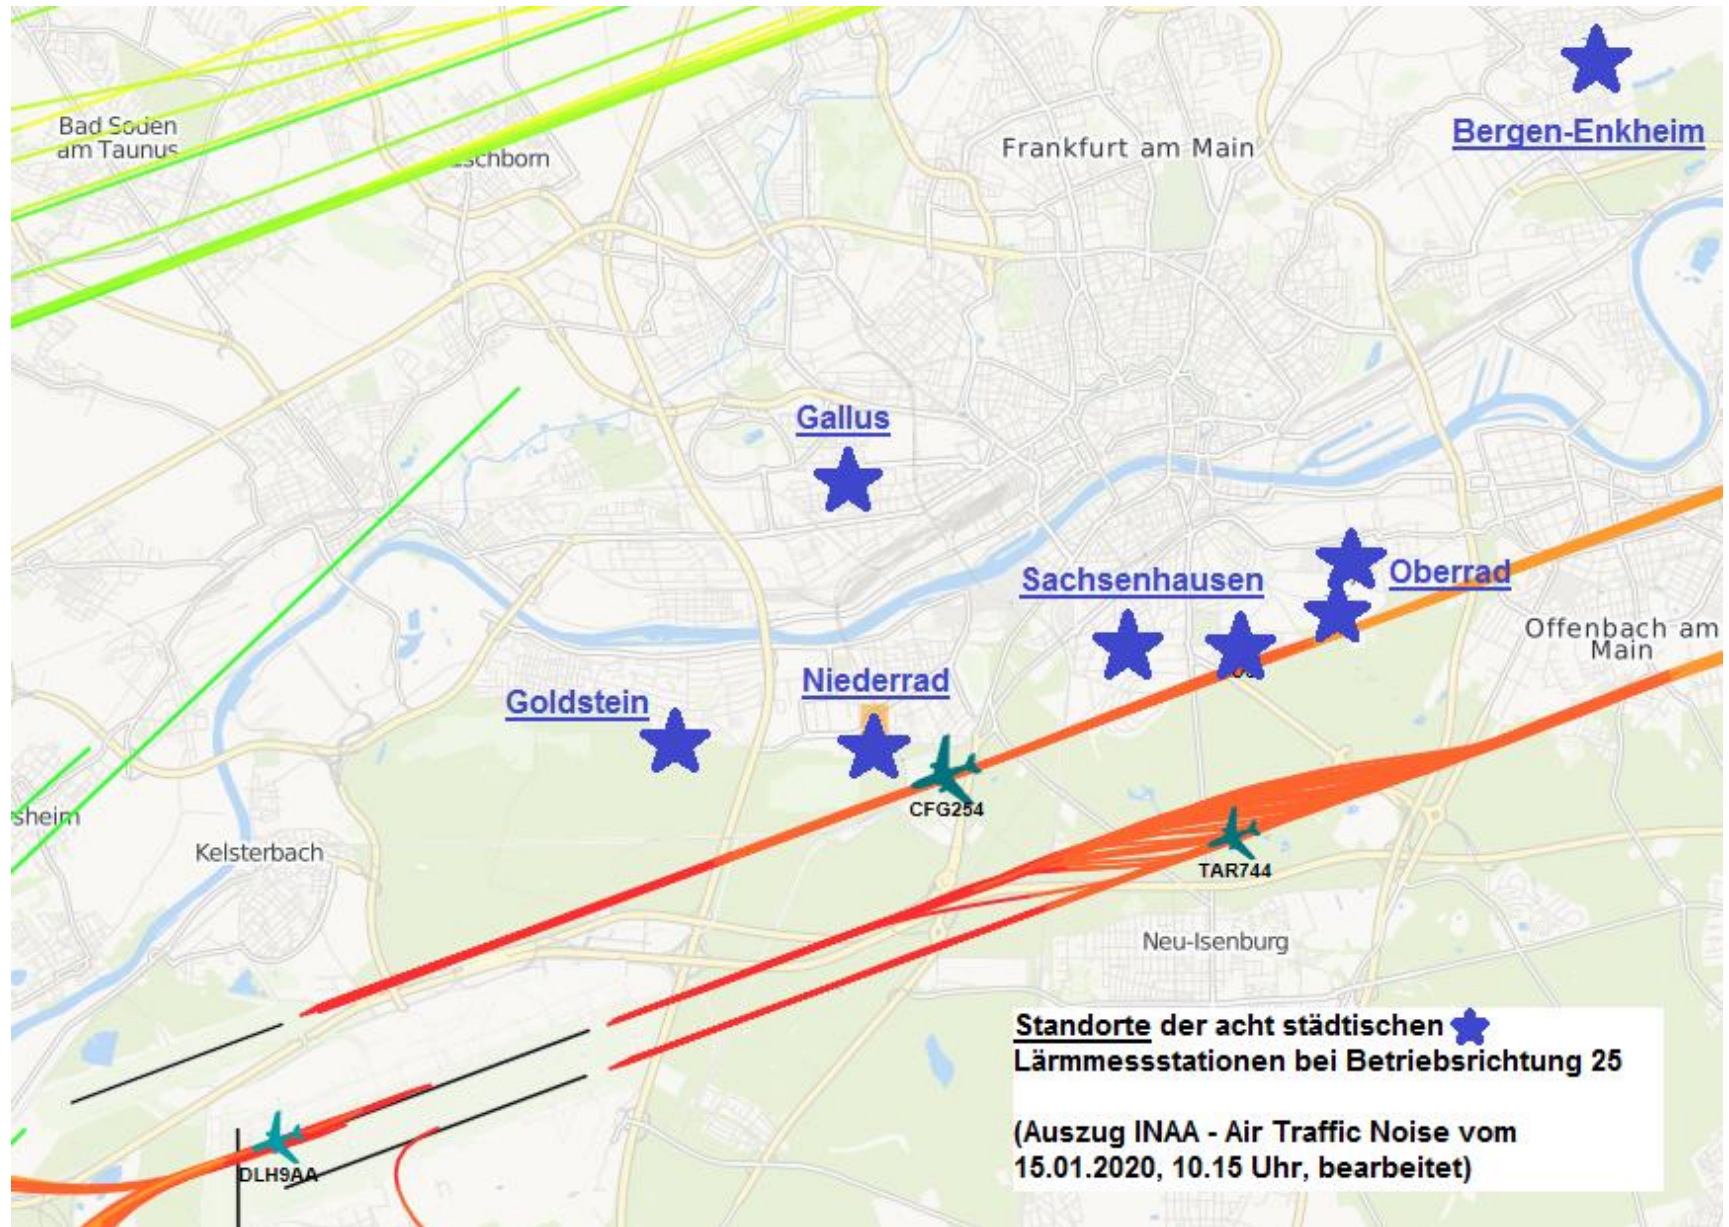 Bad Soden
am Taunus
schborn
Frankfurt am Main
Bergen-Enkheim
Gallus
Sachsenhausen
Oberrad
Offenbach am
Main
Niederrad
Goldstein
CFG254
sheim
Kelsterbach
TAR744
Neu-Isenburg
Standorte der acht städtischen
Lärmmessstationen bei Betriebsrichtung 25
(Auszug INAA - Air Traffic Noise vom
15.01.2020, 10.15 Uhr, bearbeitet)
DLH9AA